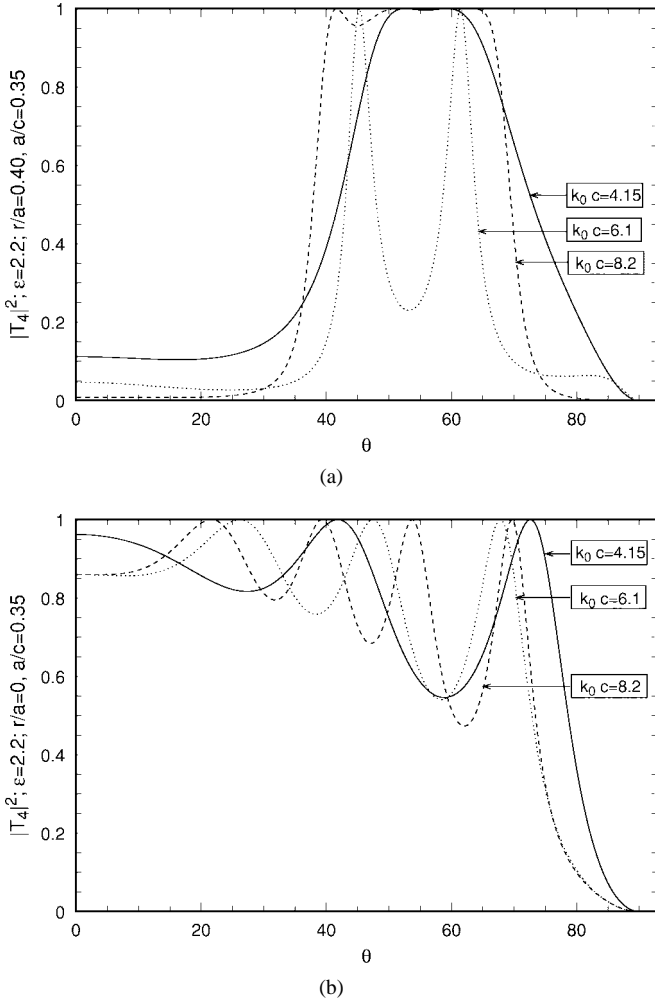 |T₄|²; ε=2.2; r/a=0.40, a/c=0.35
1
0.8
0.6
0.4
0.2
0
k₀ c=4.15
k₀ c=6.1
k₀ c=8.2
0 20 40 60 80
θ
(a)
|T₄|²; ε=2.2; r/a=0, a/c=0.35
1
0.8
0.6
0.4
0.2
0
k₀ c=4.15
k₀ c=6.1
k₀ c=8.2
0 20 40 60 80
θ
(b)